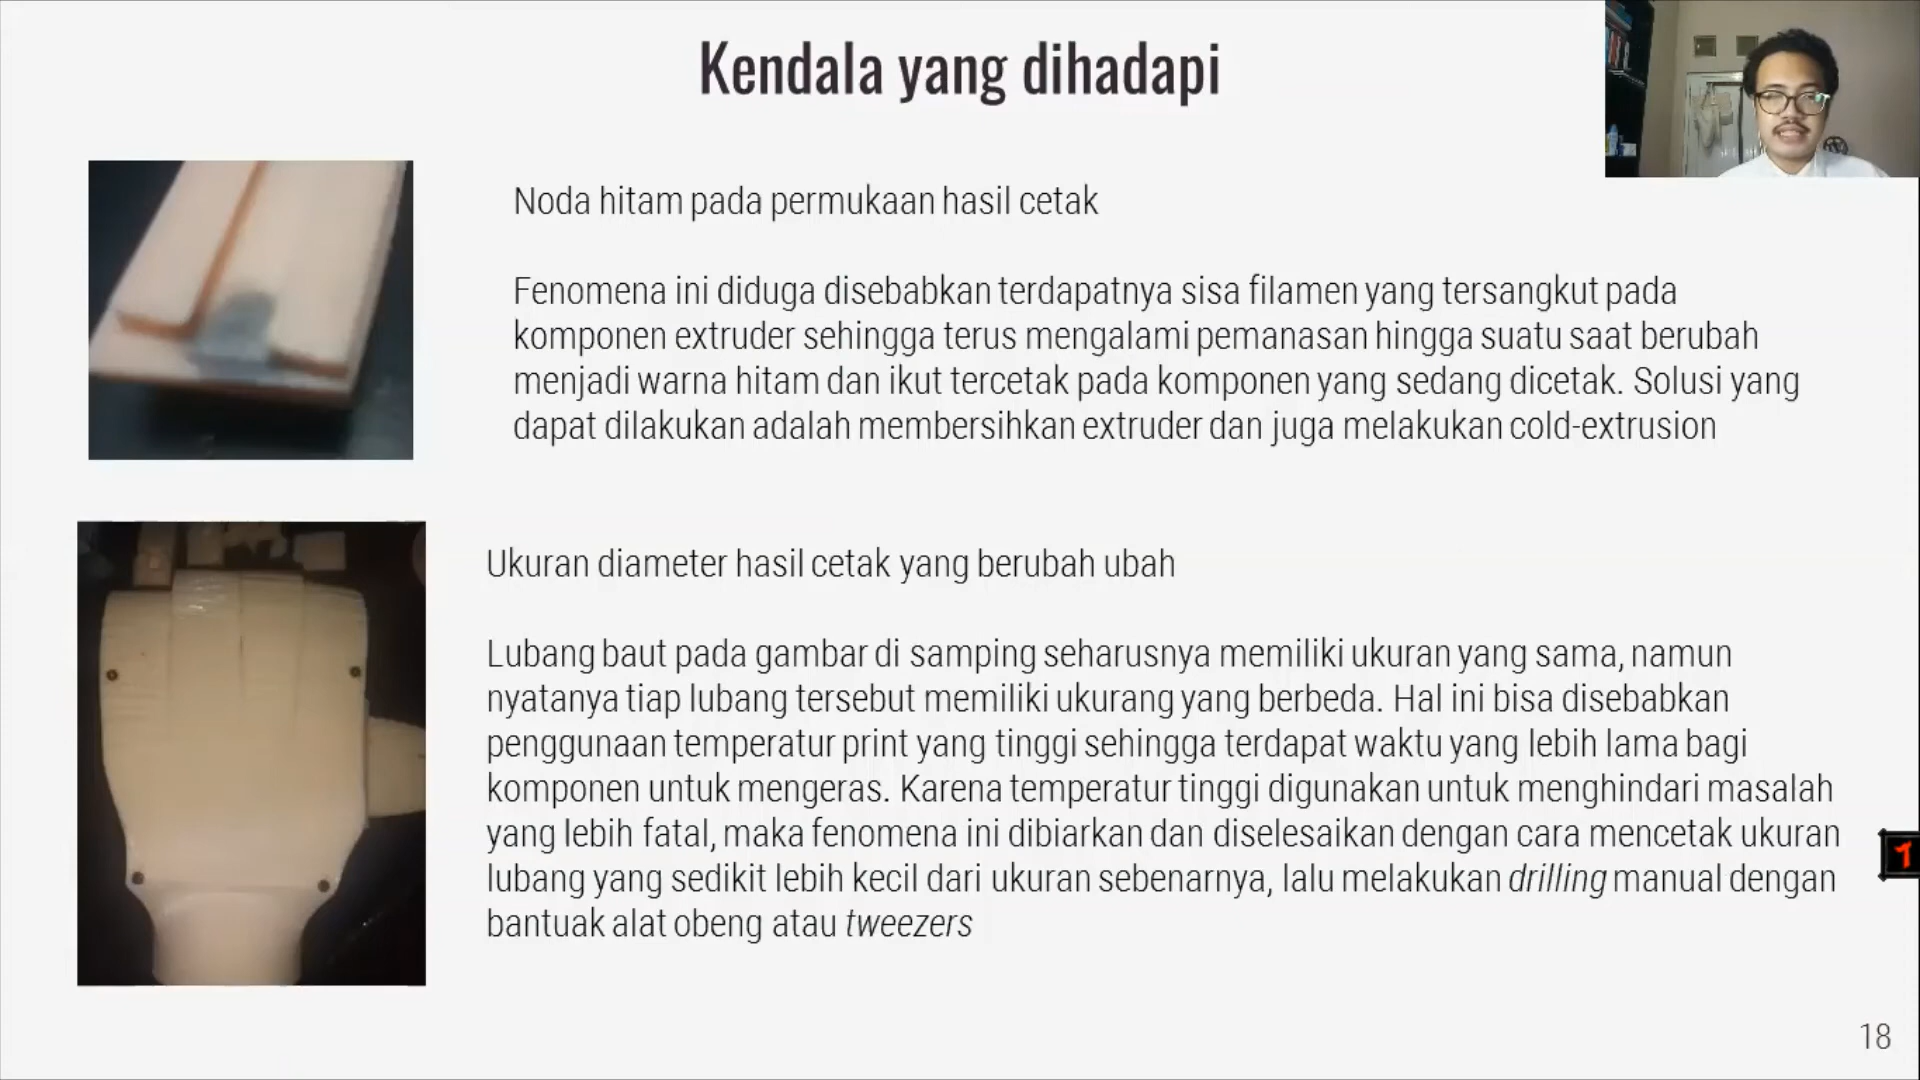 Kendala yang dihadapi
Noda hitam pada permukaan hasil cetak
Fenomena ini diduga disebabkan terdapatnya sisa filamen yang tersangkut pada
komponen extruder sehingga terus mengalami pemanasan hingga suatu saat berubah
menjadi warna hitam dan ikut tercetak pada komponen yang sedang dicetak. Solusi yang
dapat dilakukan adalah membersihkan extruder dan juga melakukan cold-extrusion
Ukuran diameter hasil cetak yang berubah ubah
Lubang baut pada gambar di samping seharusnya memiliki ukuran yang sama, namun
nyatanya tiap lubang tersebut memiliki ukurang yang berbeda. Hal ini bisa disebabkan
penggunaan temperatur print yang tinggi sehingga terdapat waktu yang lebih lama bagi
komponen untuk mengeras. Karena temperatur tinggi digunakan untuk menghindari masalah
yang lebih fatal, maka fenomena ini dibiarkan dan diselesaikan dengan cara mencetak ukuran
lubang yang sedikit lebih kecil dari ukuran sebenarnya, lalu melakukan drilling manual dengan
bantuak alat obeng atau tweezers
18